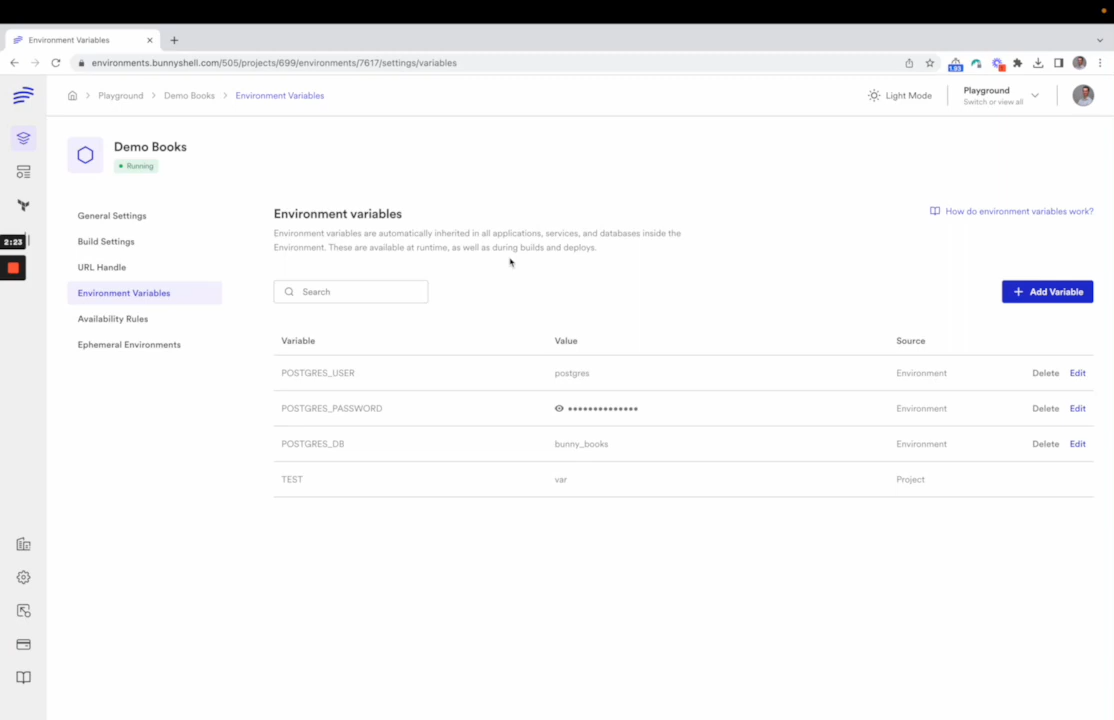 Environment Variables
environments.bunnyshell.com/505/projects/699/environments/7617/settings/variables
1.93
Playground > Demo Books > Environment Variables
Light Mode
Playground
Switch or view all
Demo Books
Running
General Settings
Build Settings
URL Handle
Environment Variables
Availability Rules
Ephemeral Environments
2:23
Environment variables
How do environment variables work?
Environment variables are automatically inherited in all applications, services, and databases inside the
Environment. These are available at runtime, as well as during builds and deploys.
Search
+ Add Variable
Variable Value Source
POSTGRES_USER postgres Environment Delete Edit
POSTGRES_PASSWORD •••••••••••••• Environment Delete Edit
POSTGRES_DB bunny_books Environment Delete Edit
TEST var Project